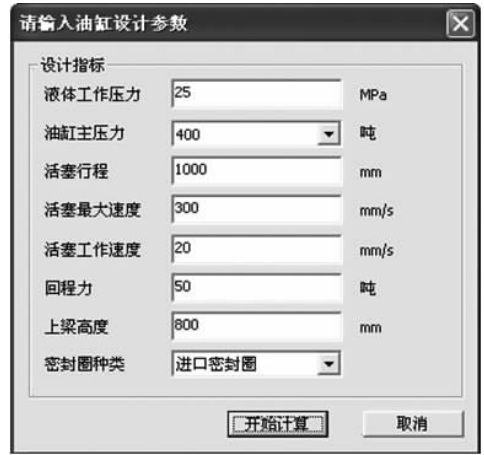 请输入油缸设计参数
设计指标
液体工作压力 25 MPa
油缸主压力 400 吨
活塞行程 1000 mm
活塞最大速度 300 mm/s
活塞工作速度 20 mm/s
回程力 50 吨
上梁高度 800 mm
密封圈种类 进口密封圈
开始计算 取消